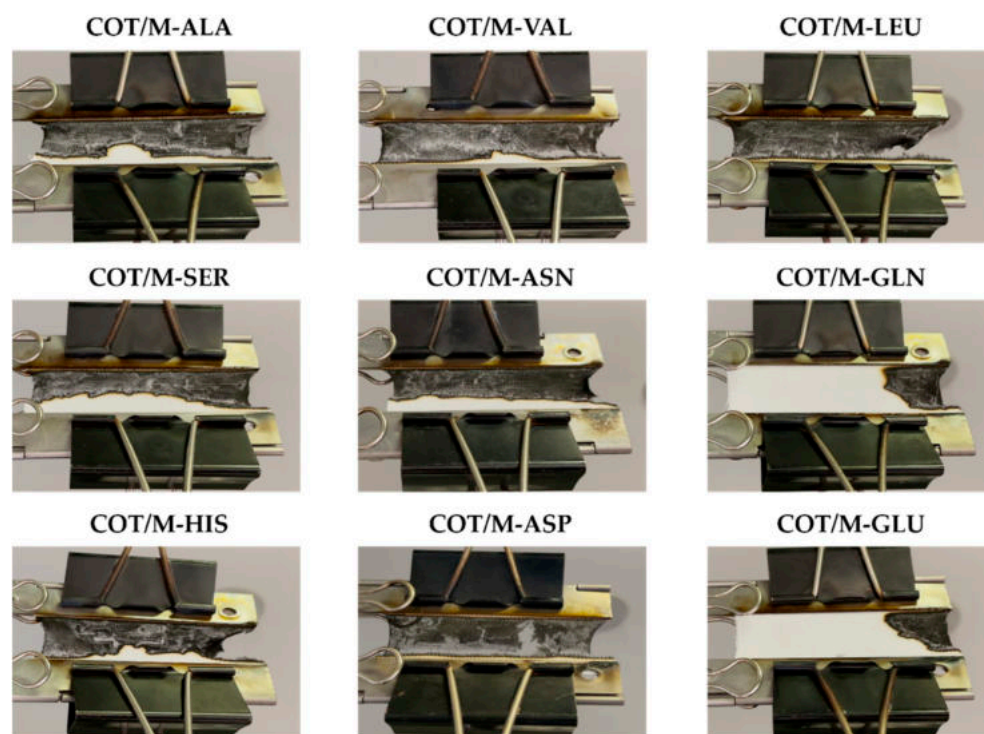 COT/M-ALA
COT/M-VAL
COT/M-LEU
COT/M-SER
COT/M-ASN
COT/M-GLN
COT/M-HIS
COT/M-ASP
COT/M-GLU